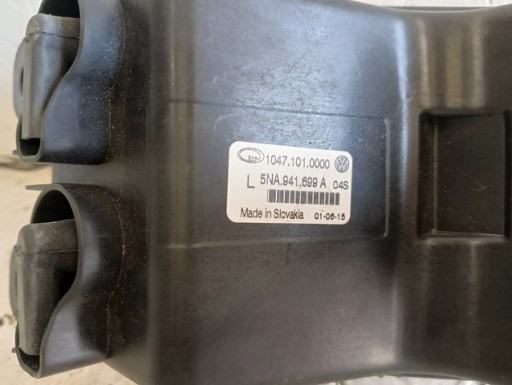 1047.101.0000
L 5NA.941.699 A 04S
Made in Slovakia 01-06-15